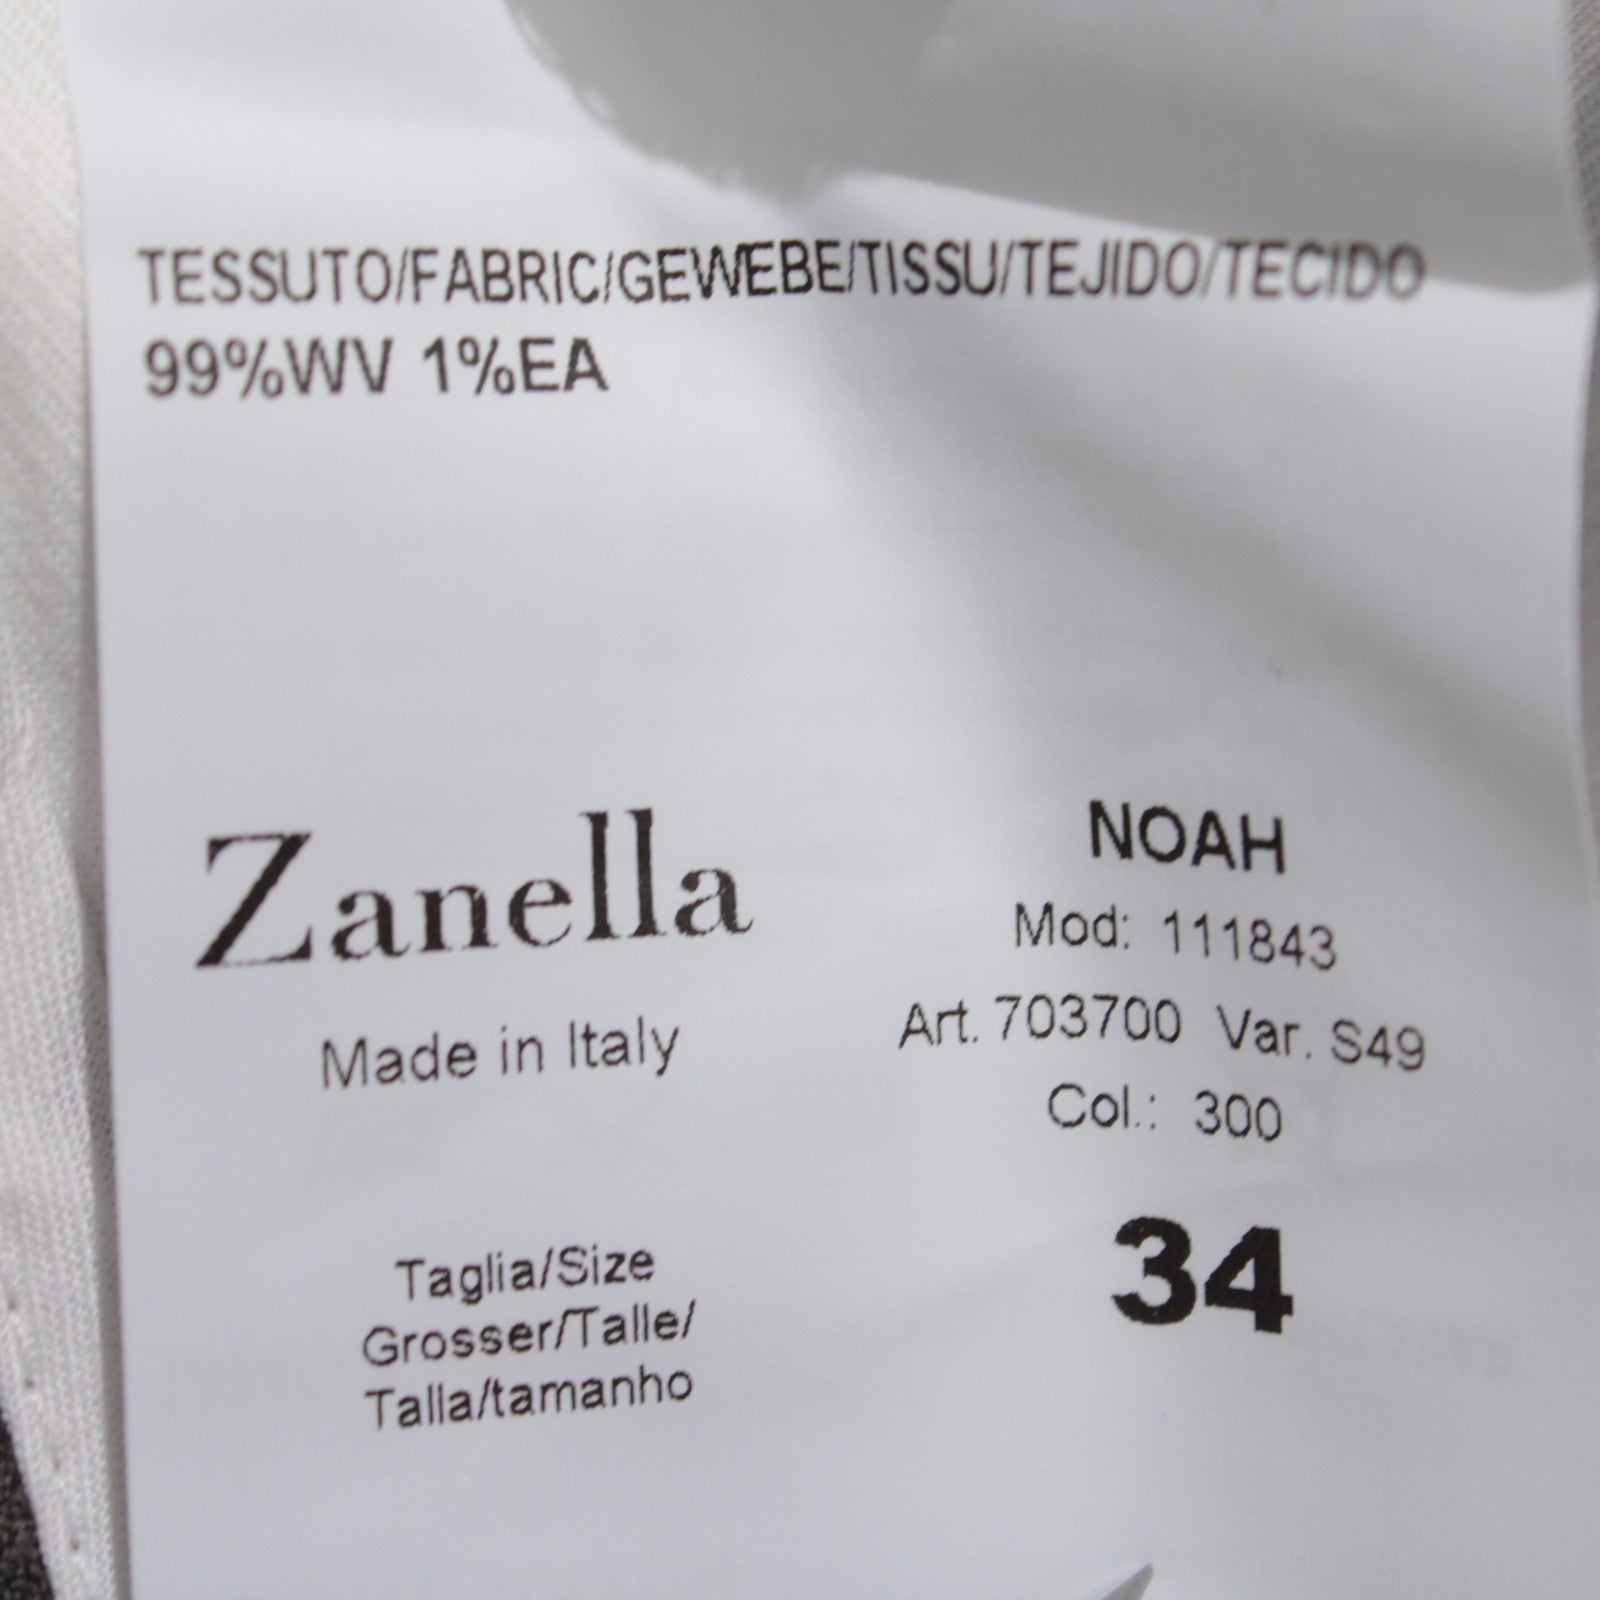 TESSUTO/FABRIC/GEWEBE/TISSU/TEJIDO/TECIDO
99%WV 1%EA
Zanella
Made in Italy
NOAH
Mod: 111843
Art. 703700 Var. S49
Col.: 300
Taglia/Size
Grosser/Talle/
Talla/tamanho
34